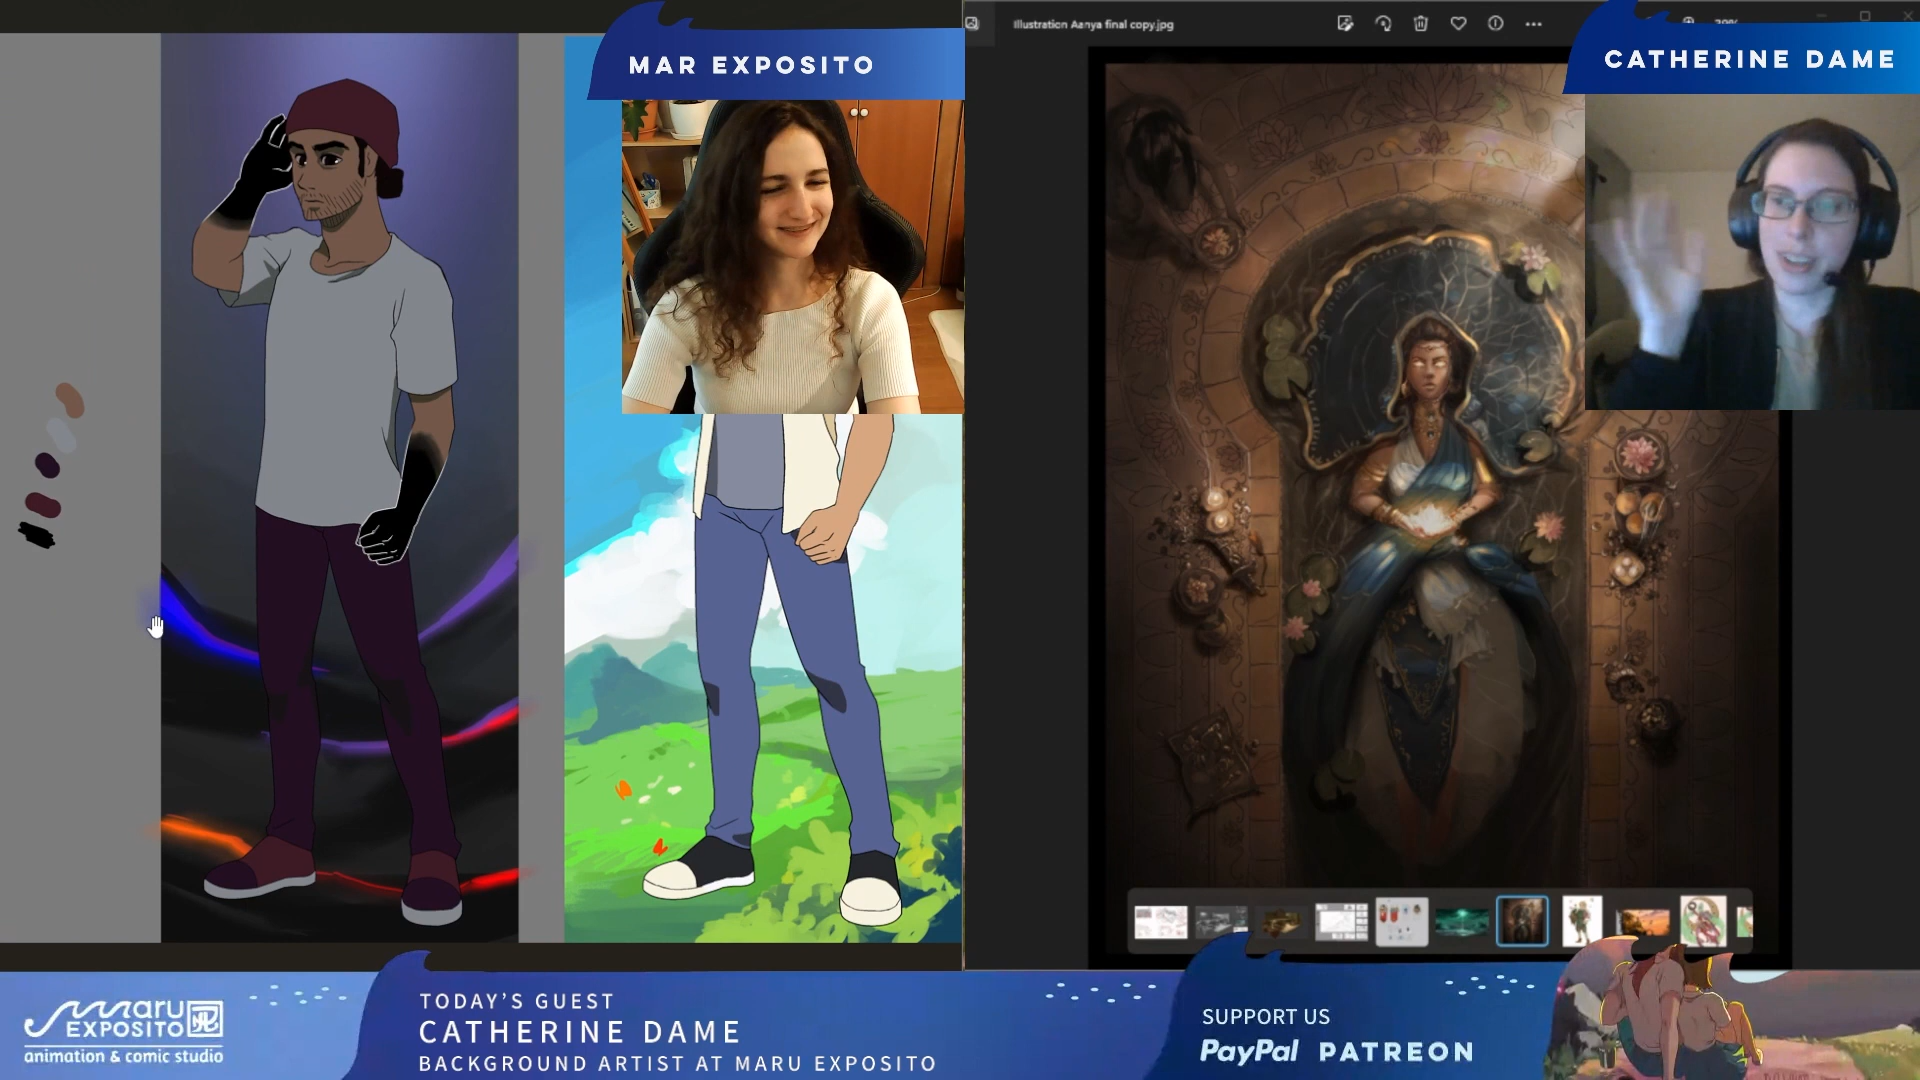 MAR EXPOSITO
Illustration Aanya final copy.jpg
CATHERINE DAME
maru
EXPOSITO
animation & comic studio
TODAY'S GUEST
CATHERINE DAME
BACKGROUND ARTIST AT MARU EXPOSITO
SUPPORT US
PayPal PATREON